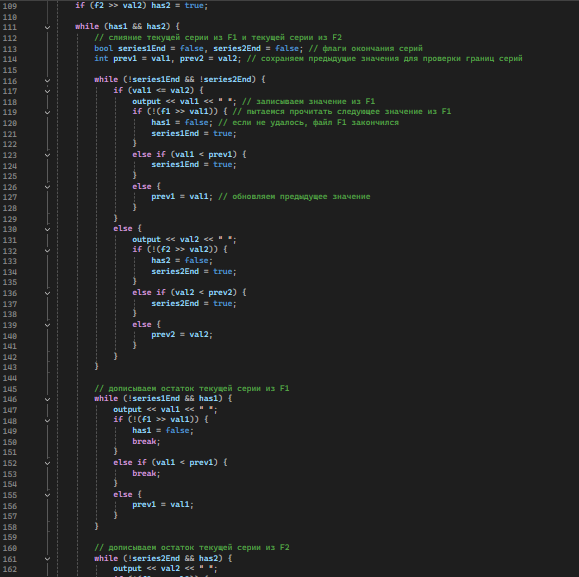 109 if (f2 >> val2) has2 = true;
110
111 while (has1 && has2) {
112 // слияние текущей серии из F1 и текущей серии из F2
113 bool series1End = false, series2End = false; // флаги окончания серий
114 int prev1 = val1, prev2 = val2; // сохраняем предыдущие значения для проверки границ серий
115
116 while (!series1End && !series2End) {
117 if (val1 <= val2) {
118 output << val1 << " "; // записываем значение из F1
119 if (!(f1 >> val1)) { // пытаемся прочитать следующее значение из F1
120 has1 = false; // если не удалось, файл F1 закончился
121 series1End = true;
122 }
123 else if (val1 < prev1) {
124 series1End = true;
125 }
126 else {
127 prev1 = val1; // обновляем предыдущее значение
128 }
129 }
130 else {
131 output << val2 << " ";
132 if (!(f2 >> val2)) {
133 has2 = false;
134 series2End = true;
135 }
136 else if (val2 < prev2) {
137 series2End = true;
138 }
139 else {
140 prev2 = val2;
141 }
142 }
143 }
144
145 // дописываем остаток текущей серии из F1
146 while (!series1End && has1) {
147 output << val1 << " ";
148 if (!(f1 >> val1)) {
149 has1 = false;
150 break;
151 }
152 else if (val1 < prev1) {
153 break;
154 }
155 else {
156 prev1 = val1;
157 }
158 }
159
160 // дописываем остаток текущей серии из F2
161 while (!series2End && has2) {
162 output << val2 << " ";